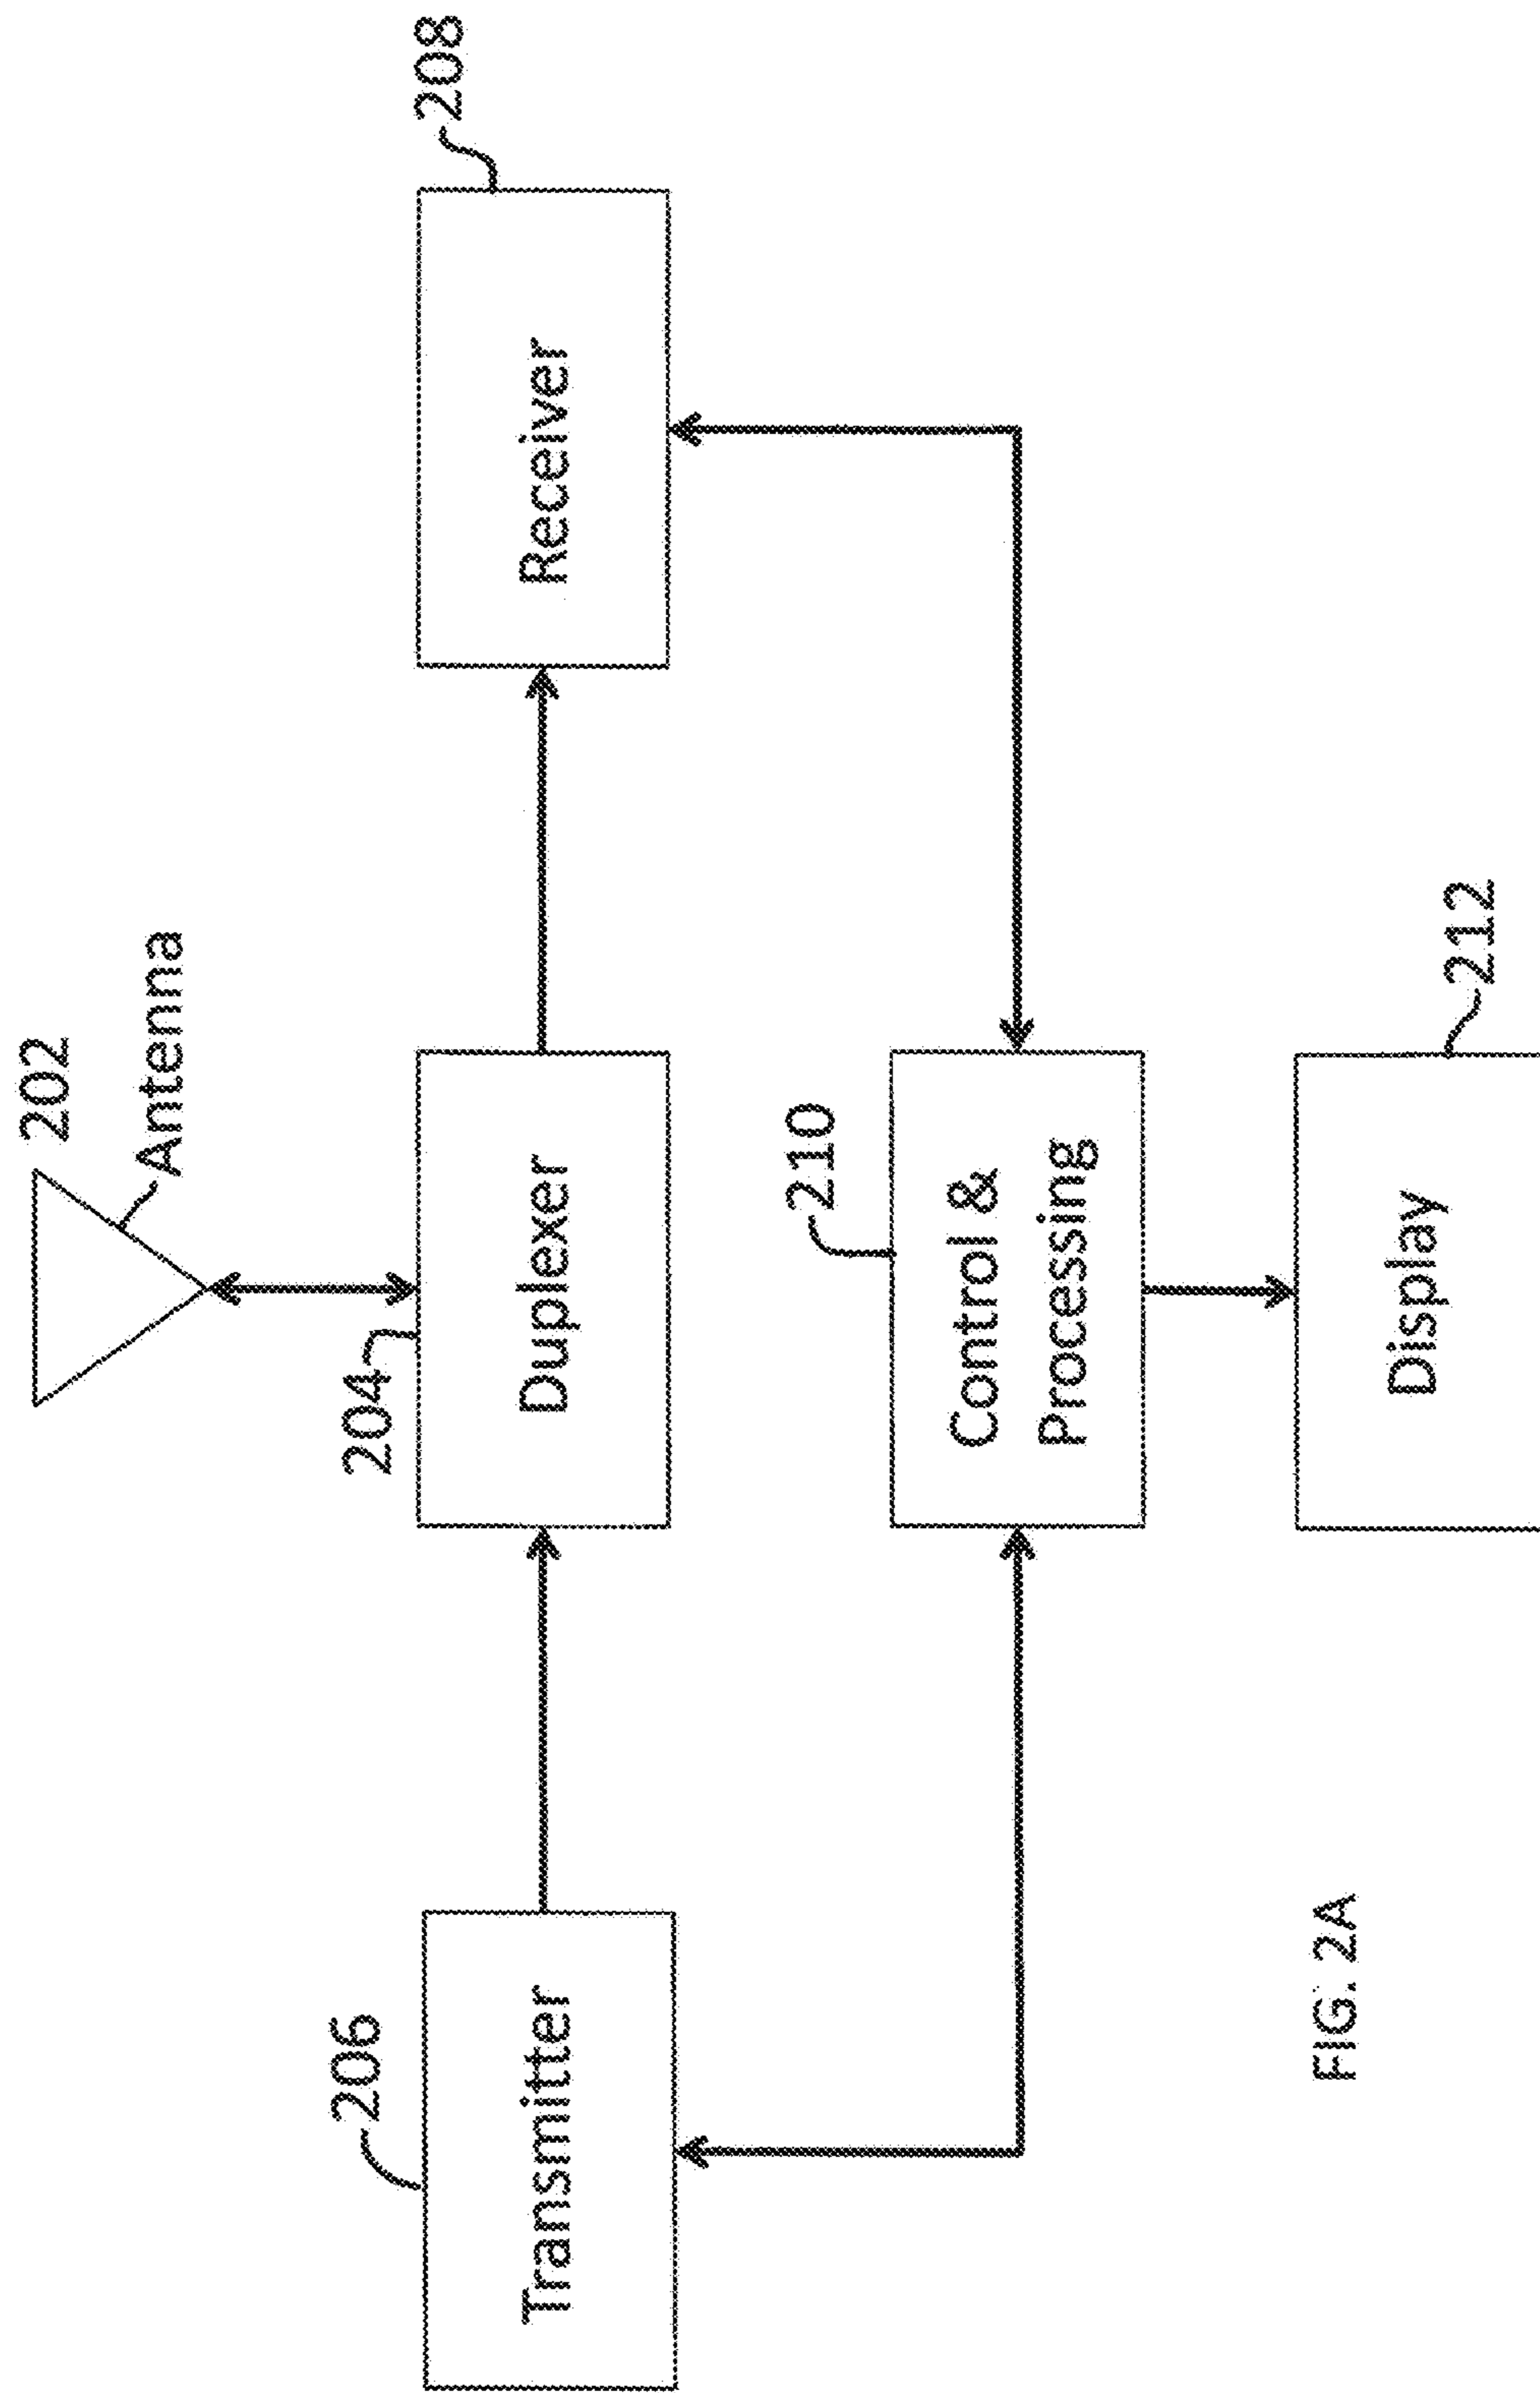 202
Antenna
204
206
208
Transmitter
Duplexer
Receiver
210
Control &
Processing
212
Display
FIG. 2A